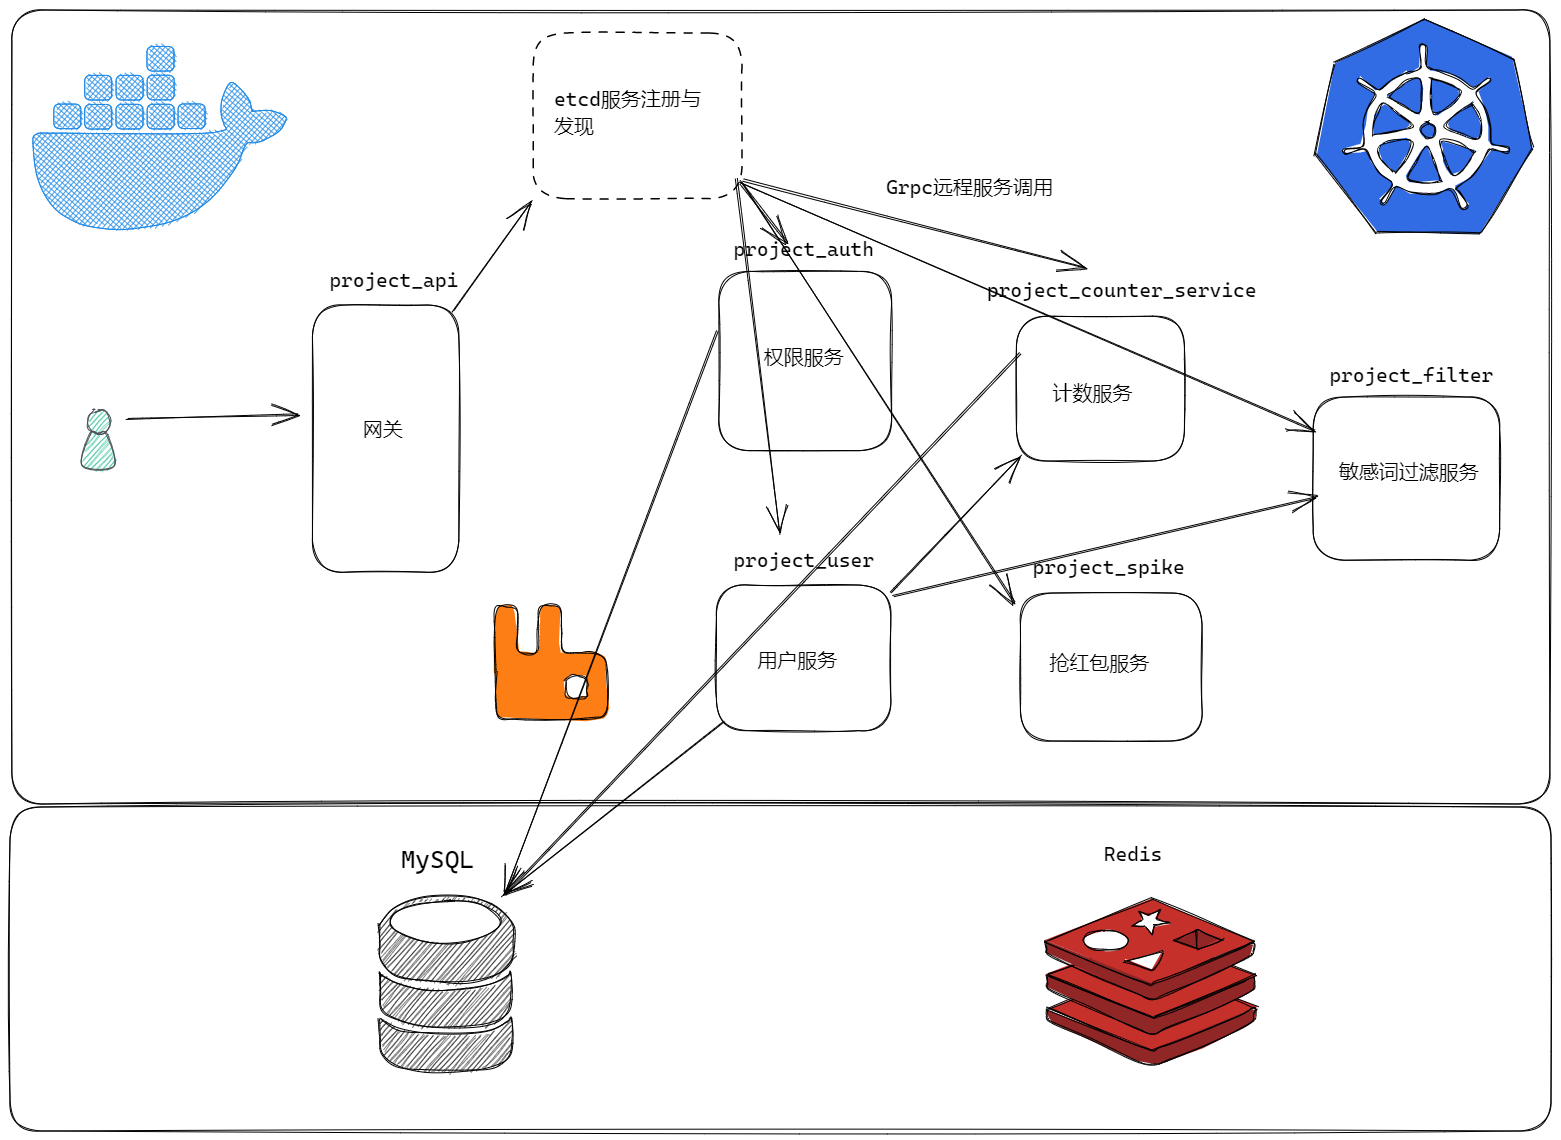 etcd服务注册与
发现
Grpc远程服务调用
project_auth
project_api
project_counter_service
权限服务
project_filter
计数服务
网关
敏感词过滤服务
project_user
project_spike
用户服务
抢红包服务
MySQL
Redis